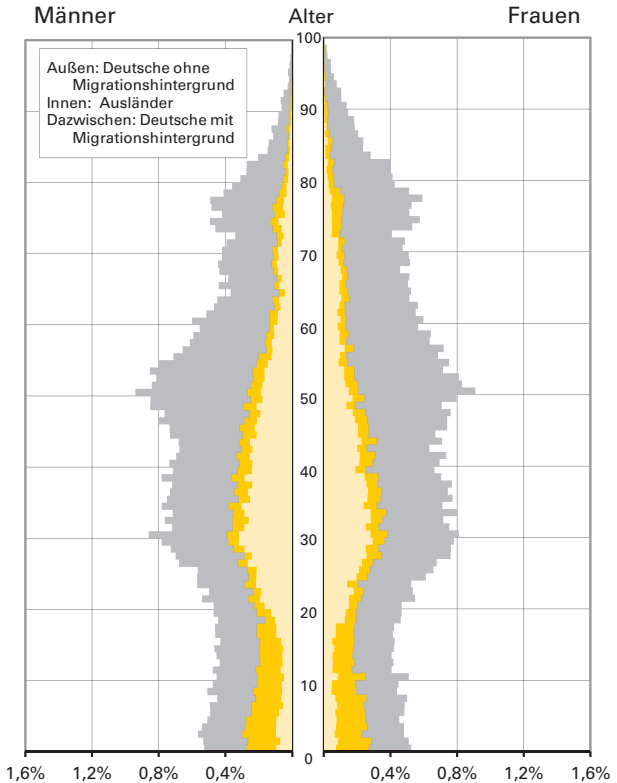 Männer Alter Frauen
100
Außen: Deutsche ohne
Migrationshintergrund
Innen: Ausländer
Dazwischen: Deutsche mit
Migrationshintergrund
90
80
70
60
50
40
30
20
10
0
1,6% 1,2% 0,8% 0,4% 0,4% 0,8% 1,2% 1,6%